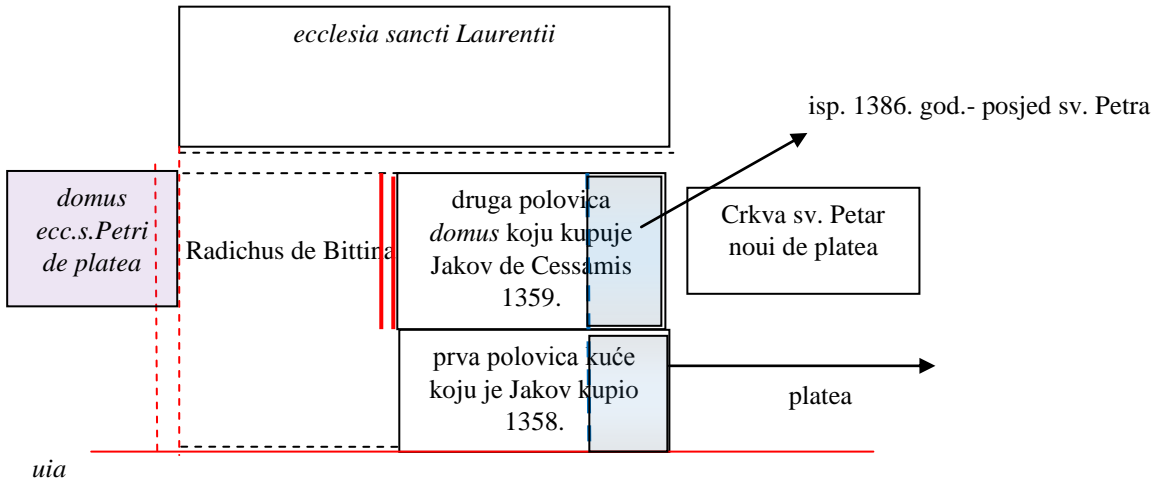 ecclesia sancti Laurentii
isp. 1386. god.- posjed sv. Petra
domus
ecc.s.Petri
de platea
Radichus de Bittina
druga polovica
domus koju kupuje
Jakov de Cessamis
1359.
Crkva sv. Petar
noui de platea
prva polovica kuće
koju je Jakov kupio
1358.
platea
uia